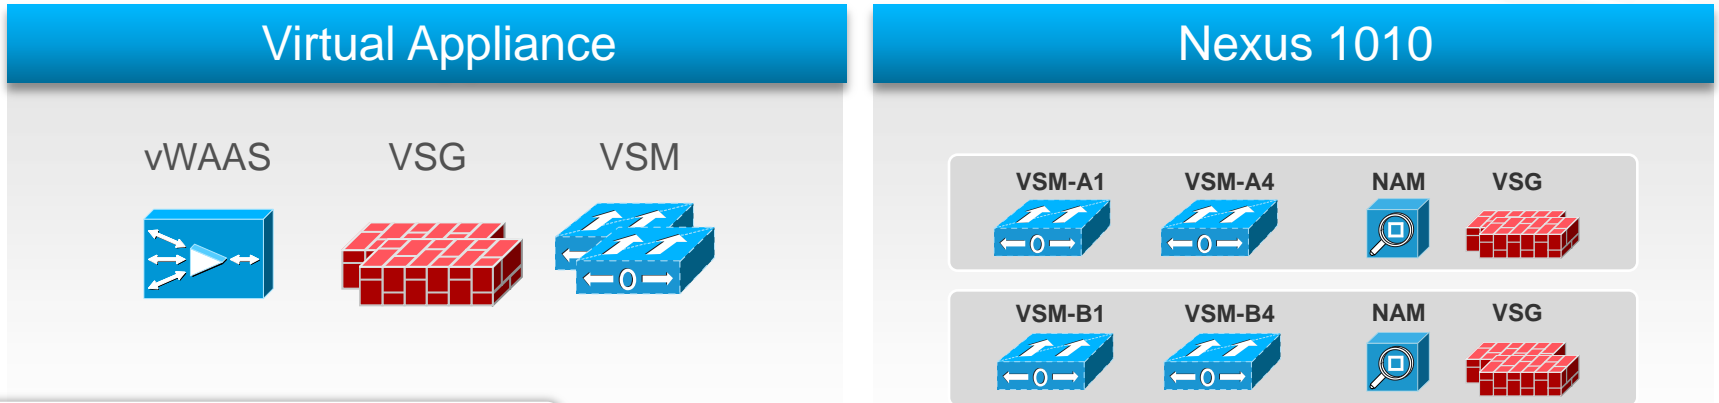 Virtual Appliance
vWAAS VSG VSM
Nexus 1010
VSM-A1 VSM-A4 NAM VSG
VSM-B1 VSM-B4 NAM VSG